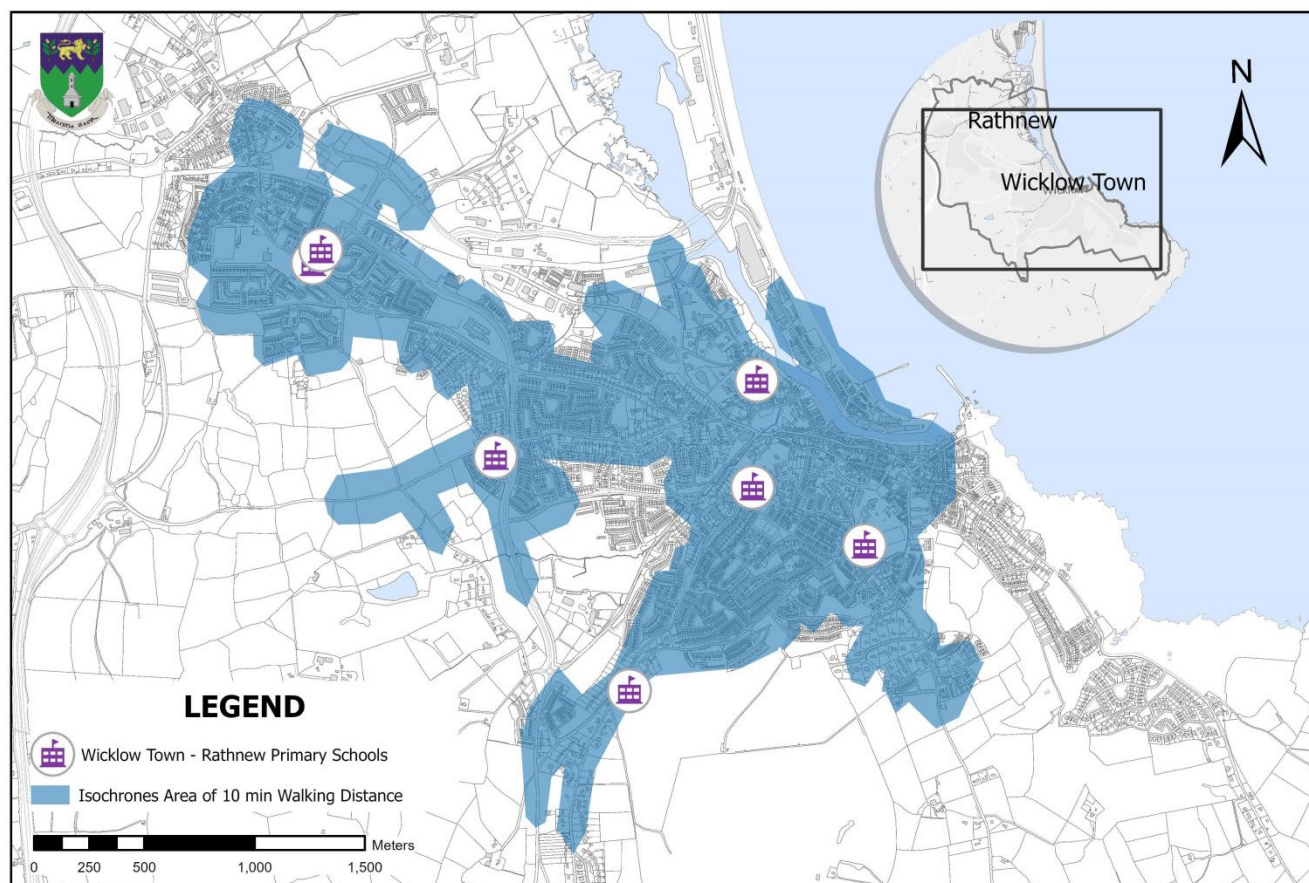 N
Rathnew
Wicklow Town
LEGEND
Wicklow Town - Rathnew Primary Schools
Isochrones Area of 10 min Walking Distance
Meters
0 250 500 1,000 1,500